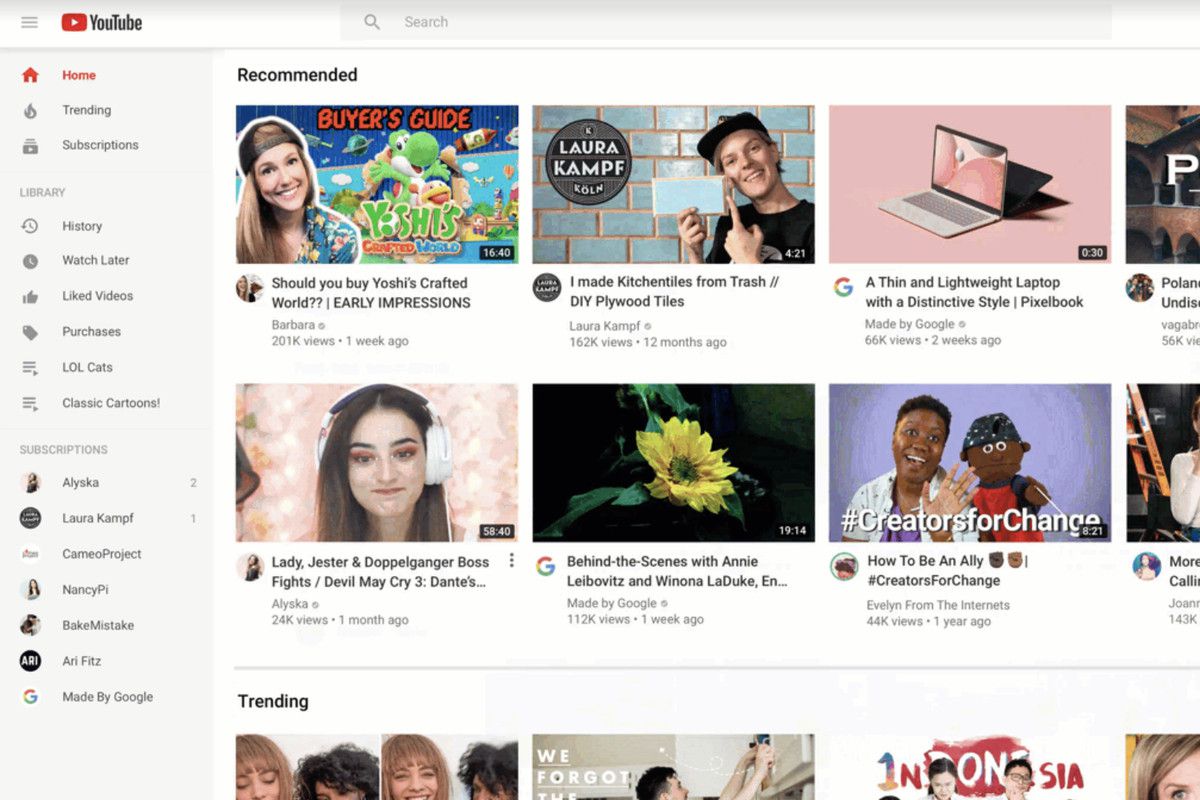 YouTube
Search
Home
Trending
Subscriptions
LIBRARY
History
Watch Later
Liked Videos
Purchases
LOL Cats
Classic Cartoons!
SUBSCRIPTIONS
Alyska 2
Laura Kampf 1
CameoProject
NancyPi
BakeMistake
ARI Ari Fitz
Made By Google
Recommended
BUYER'S GUIDE
YOSHI'S
CRAFTED WORLD
16:40
K
LAURA
KAMPF
KÖLN
4:21
0:30
P
Should you buy Yoshi's Crafted
World?? | EARLY IMPRESSIONS
Barbara
201K views • 1 week ago
LAURA
KAMPF
I made Kitchentiles from Trash //
DIY Plywood Tiles
Laura Kampf
162K views • 12 months ago
G
A Thin and Lightweight Laptop
with a Distinctive Style | Pixelbook
Made by Google
66K views • 2 weeks ago
Polan
Undis
vagabr
56K vie
58:40
19:14
#CreatorsforChange
8:21
Lady, Jester & Doppelganger Boss
Fights / Devil May Cry 3: Dante's...
Alyska
24K views • 1 month ago
G
Behind-the-Scenes with Annie
Leibovitz and Winona LaDuke, En...
Made by Google
112K views • 1 week ago
How To Be An Ally ✊🏿✊🏾 |
#CreatorsForChange
Evelyn From The Internets
44K views • 1 year ago
More
Callin
Joann
143K
Trending
WE
FORGOT
THE
1NDONESIA